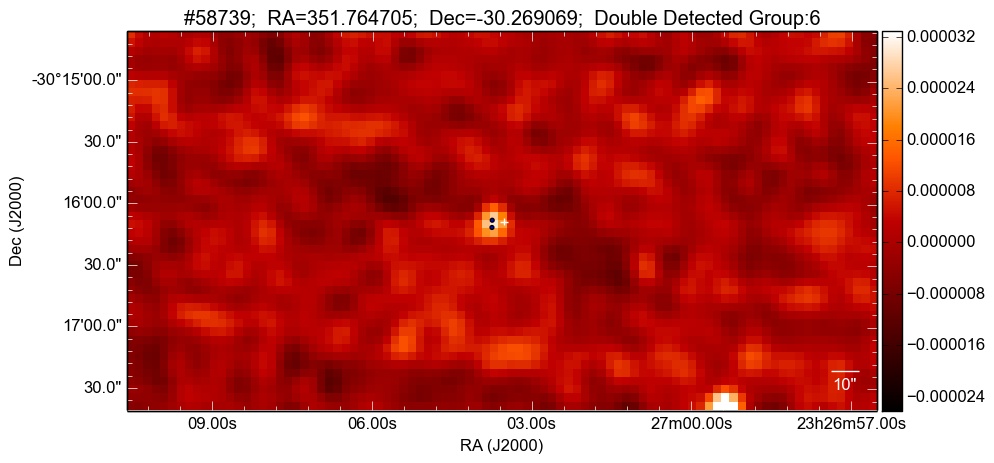 #58739;  RA=351.764705;  Dec=-30.269069;  Double Detected Group:6
-30°15'00.0"
30.0"
16'00.0"
30.0"
17'00.0"
30.0"
Dec (J2000)
09.00s
06.00s
03.00s
27m00.00s
23h26m57.00s
RA (J2000)
10"
0.000032
0.000024
0.000016
0.000008
0.000000
−0.000008
−0.000016
−0.000024